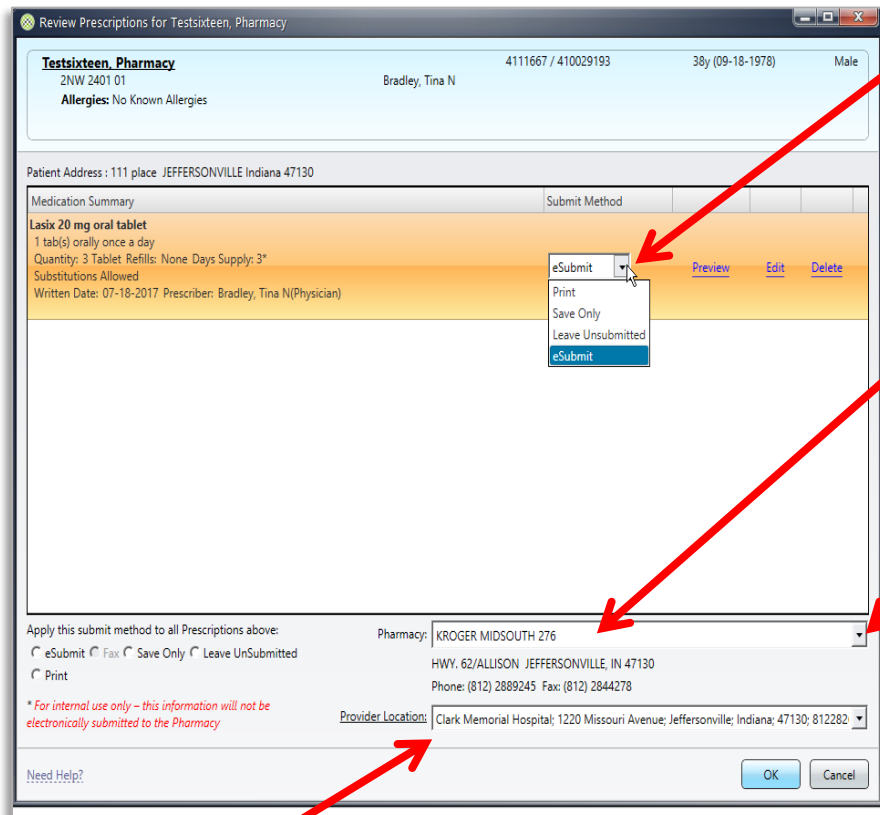 Review Prescriptions for Testsixteen, Pharmacy
Testsixteen, Pharmacy 4111667 / 410029193 38y (09-18-1978) Male
2NW 2401 01 Bradley, Tina N
Allergies: No Known Allergies
Patient Address : 111 place JEFFERSONVILLE Indiana 47130
Medication Summary Submit Method
Lasix 20 mg oral tablet
1 tab(s) orally once a day
Quantity: 3 Tablet Refills: None Days Supply: 3*
Substitutions Allowed
Written Date: 07-18-2017 Prescriber: Bradley, Tina N(Physician)
eSubmit Preview Edit Delete
Print
Save Only
Leave Unsubmitted
eSubmit
Apply this submit method to all Prescriptions above:
eSubmit Fax Save Only Leave UnSubmitted
Print
* For internal use only – this information will not be
electronically submitted to the Pharmacy
Pharmacy: KROGER MIDSOUTH 276
HWY. 62/ALLISON JEFFERSONVILLE, IN 47130
Phone: (812) 2889245 Fax: (812) 2844278
Provider Location: Clark Memorial Hospital; 1220 Missouri Avenue; Jeffersonville; Indiana; 47130; 812282
Need Help? OK Cancel